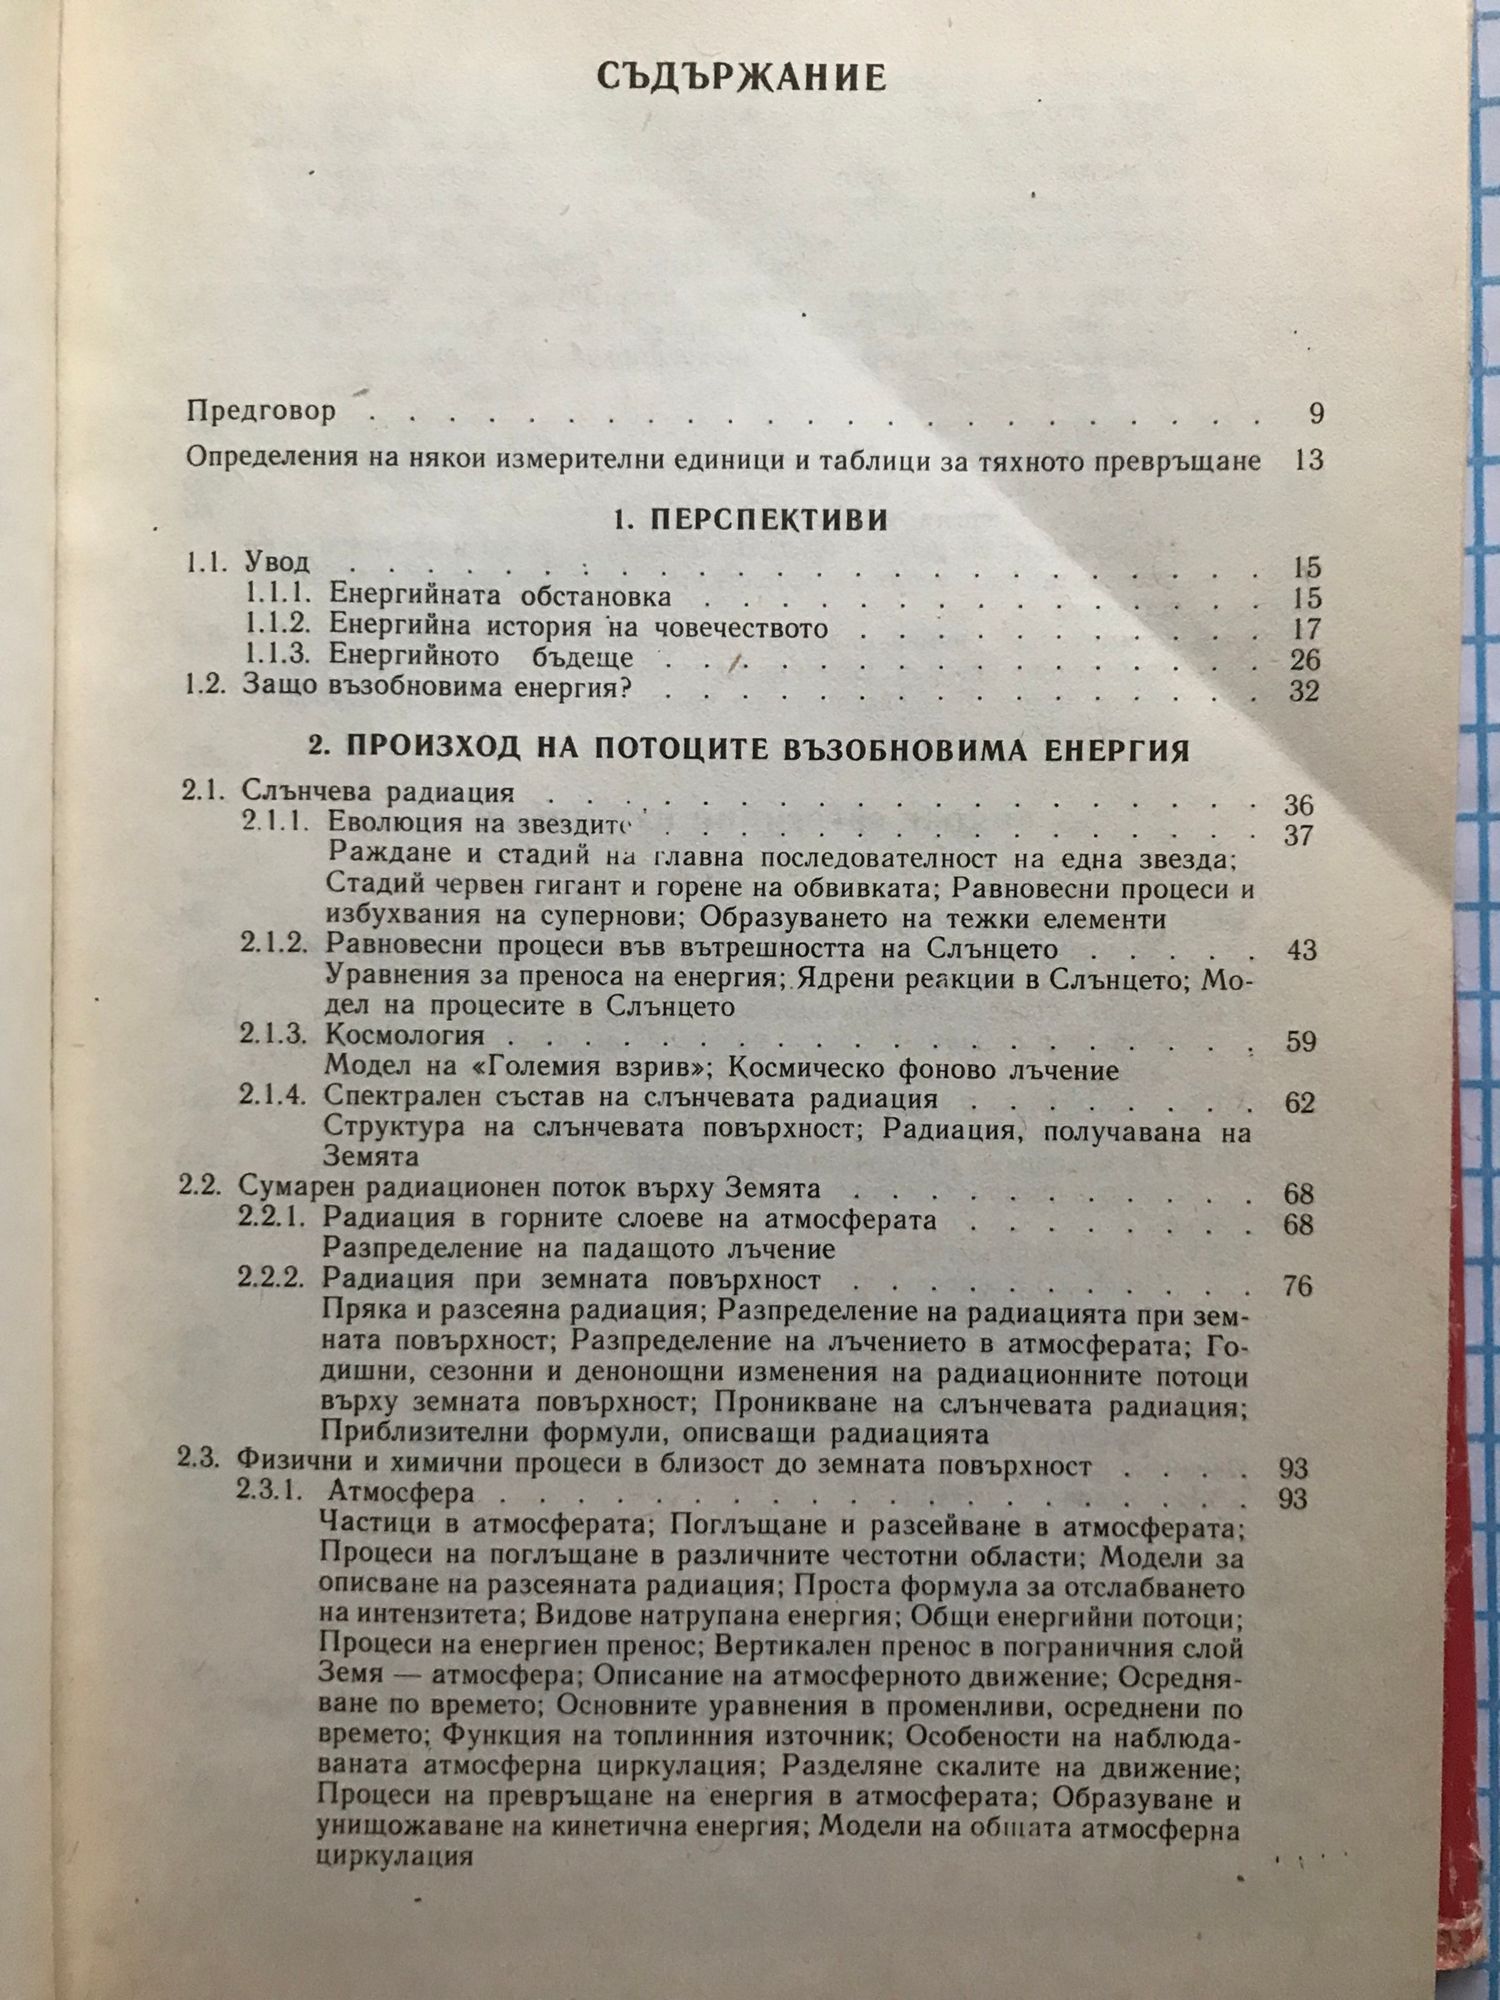 СЪДЪРЖАНИЕ
Предговор . . . . . . . . . . . . . . . . . . . . . . . 9
Определения на някои измерителни единици и таблици за тяхното превръщане 13
1. ПЕРСПЕКТИВИ
1.1. Увод . . . . . . . . . . . . . . . . . . . . . . . 15
1.1.1. Енергийната обстановка . . . . . . . . . . . . . . . 15
1.1.2. Енергийна история на човечеството . . . . . . . . . . . 17
1.1.3. Енергийното бъдеще . . . . . . . . . . . . . . . . 26
1.2. Защо възобновима енергия? . . . . . . . . . . . . . . . . 32
2. ПРОИЗХОД НА ПОТОЦИТЕ ВЪЗОБНОВИМА ЕНЕРГИЯ
2.1. Слънчева радиация . . . . . . . . . . . . . . . . . . . 36
2.1.1. Еволюция на звездите . . . . . . . . . . . . . . . . 37
Раждане и стадий на главна последователност на една звезда;
Стадий червен гигант и горене на обвивката; Равновесни процеси и
избухвания на супернови; Образуването на тежки елементи
2.1.2. Равновесни процеси във вътрешността на Слънцето . . . . . 43
Уравнения за преноса на енергия; Ядрени реакции в Слънцето; Мо-
дел на процесите в Слънцето
2.1.3. Космология . . . . . . . . . . . . . . . . . . . . 59
Модел на «Големия взрив»; Космическо фоново лъчение
2.1.4. Спектрален състав на слънчевата радиация . . . . . . . . 62
Структура на слънчевата повърхност; Радиация, получавана на
Земята
2.2. Сумарен радиационен поток върху Земята . . . . . . . . . . . 68
2.2.1. Радиация в горните слоеве на атмосферата . . . . . . . . 68
Разпределение на падащото лъчение
2.2.2. Радиация при земната повърхност . . . . . . . . . . . 76
Пряка и разсеяна радиация; Разпределение на радиацията при зем-
ната повърхност; Разпределение на лъчението в атмосферата; Го-
дишни, сезонни и денонощни изменения на радиационните потоци
върху земната повърхност; Проникване на слънчевата радиация;
Приблизителни формули, описващи радиацията
2.3. Физични и химични процеси в близост до земната повърхност . . . . 93
2.3.1. Атмосфера . . . . . . . . . . . . . . . . . . . . 93
Частици в атмосферата; Поглъщане и разсейване в атмосферата;
Процеси на поглъщане в различните честотни области; Модели за
описване на разсеяната радиация; Проста формула за отслабването
на интензитета; Видове натрупана енергия; Общи енергийни потоци;
Процеси на енергиен пренос; Вертикален пренос в пограничния слой
Земя — атмосфера; Описание на атмосферното движение; Осредня-
ване по времето; Основните уравнения в променливи, осреднени по
времето; Функция на топлинния източник; Особености на наблюда-
ваната атмосферна циркулация; Разделяне скалите на движение;
Процеси на превръщане на енергия в атмосферата; Образуване и
унищожаване на кинетична енергия; Модели на общата атмосферна
циркулация